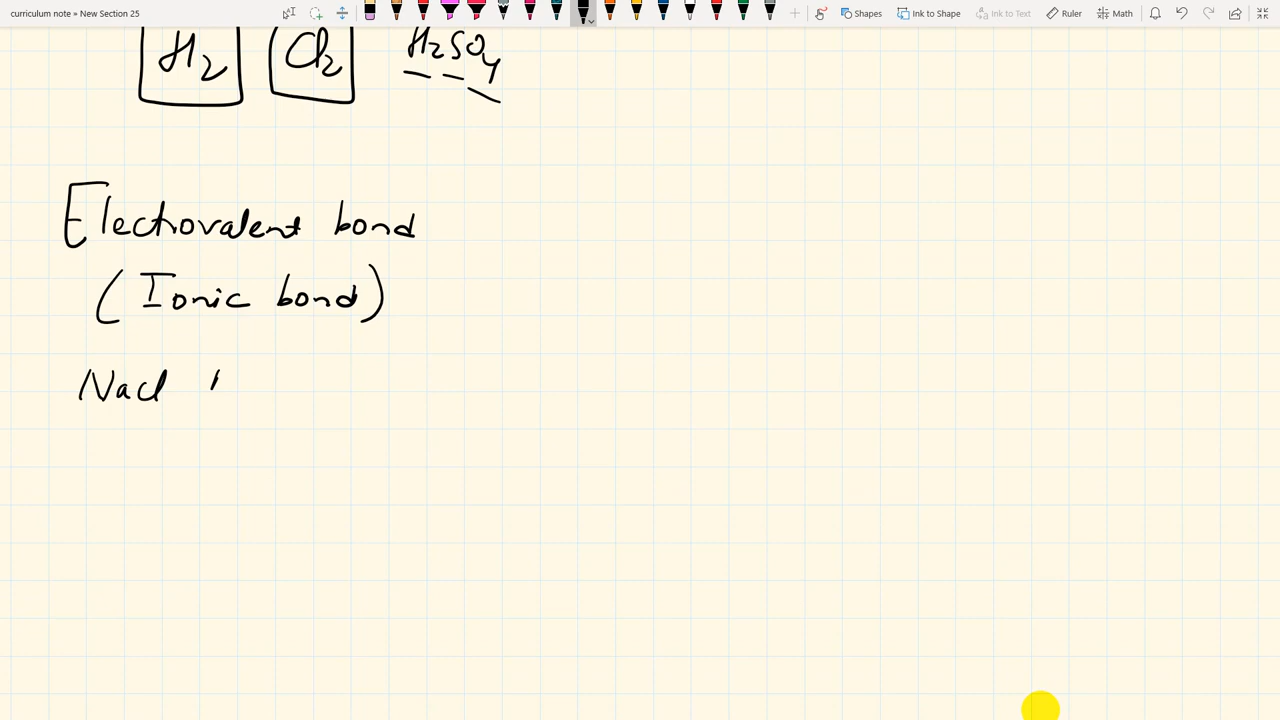 curriculum note » New Section 25
Shapes Ink to Shape Ink to Text Ruler Math
H2 Cl2 H2SO4
Electrovalent bond
(Ionic bond)
Nacl